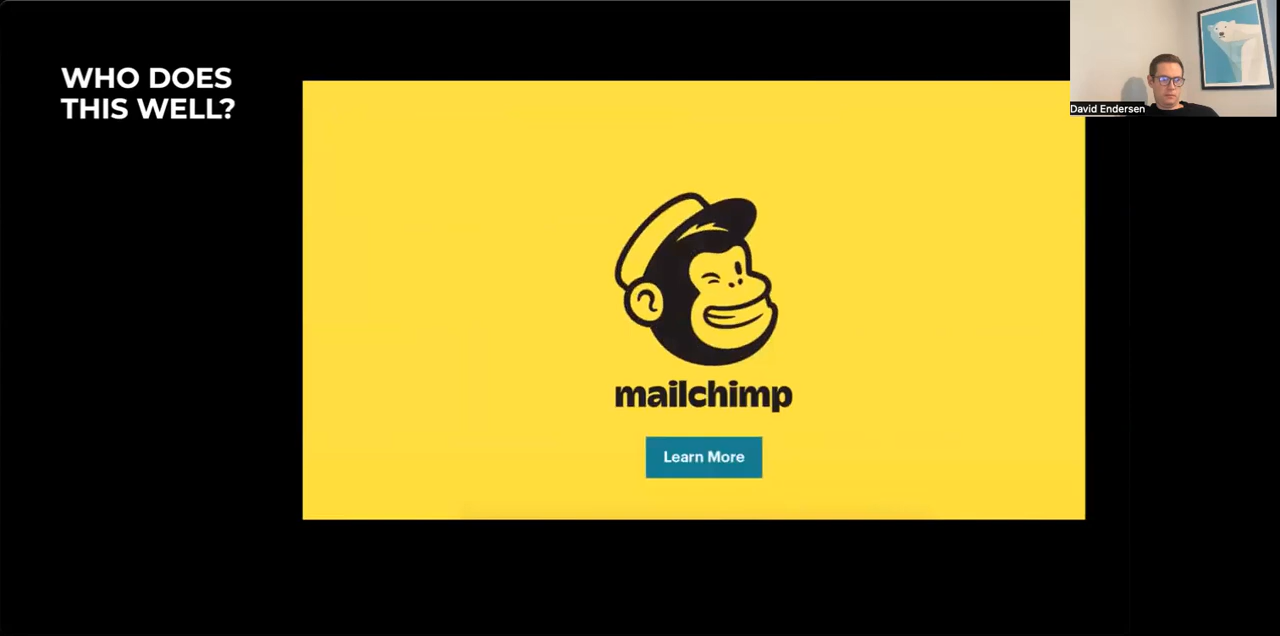 WHO DOES
THIS WELL?
David Endersen
mailchimp
Learn More